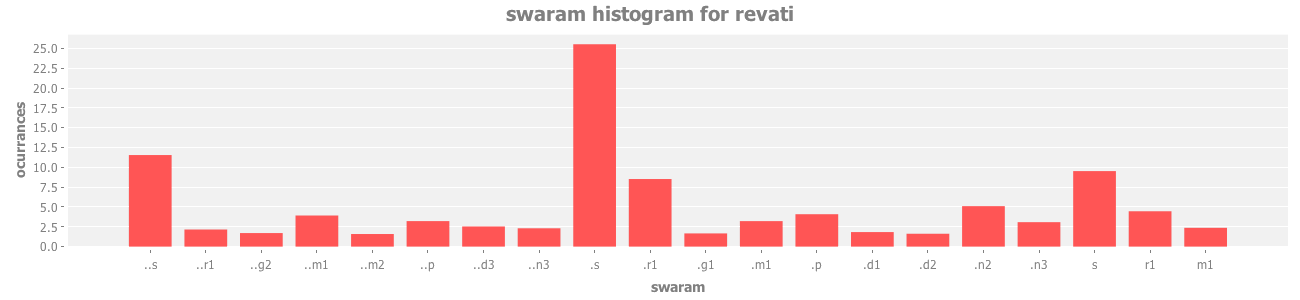 swaram histogram for revati
ocurrances
25.0
22.5
20.0
17.5
15.0
12.5
10.0
7.5
5.0
2.5
0.0
..s ..r1 ..g2 ..m1 ..m2 ..p ..d3 ..n3 .s .r1 .g1 .m1 .p .d1 .d2 .n2 .n3 s r1 m1
swaram